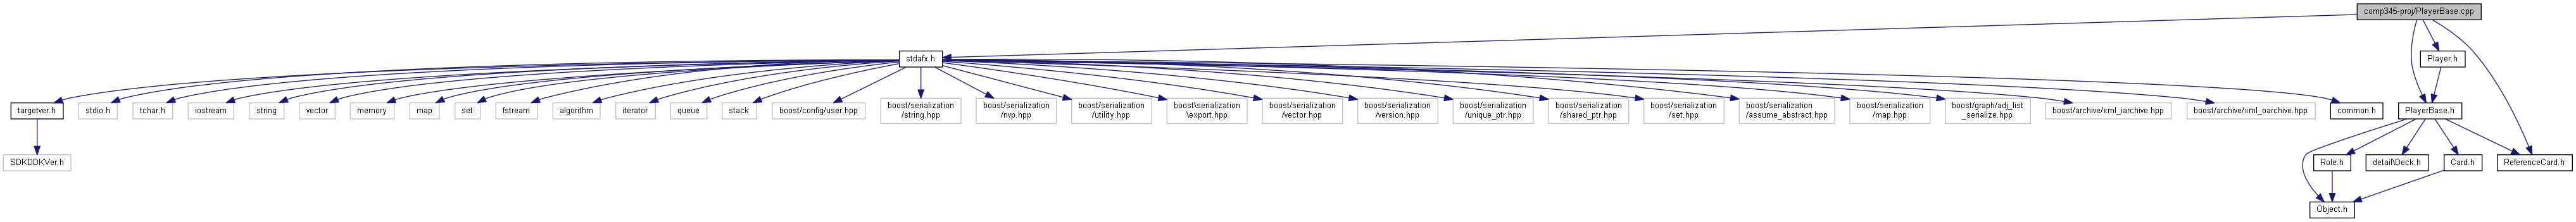 comp345-proj/PlayerBase.cpp
stdafx.h
Player.h
targetver.h
stdio.h
tchar.h
iostream
string
vector
memory
map
set
fstream
algorithm
iterator
queue
stack
boost/config/user.hpp
boost/serialization
/string.hpp
boost/serialization
/nvp.hpp
boost/serialization
/utility.hpp
boost\serialization
\export.hpp
boost/serialization
/vector.hpp
boost/serialization
/version.hpp
boost/serialization
/unique_ptr.hpp
boost/serialization
/shared_ptr.hpp
boost/serialization
/set.hpp
boost/serialization
/assume_abstract.hpp
boost/serialization
/map.hpp
boost/graph/adj_list
_serialize.hpp
boost/archive/xml_iarchive.hpp
boost/archive/xml_oarchive.hpp
common.h
PlayerBase.h
SDKDDKVer.h
Role.h
detail\Deck.h
Card.h
ReferenceCard.h
Object.h